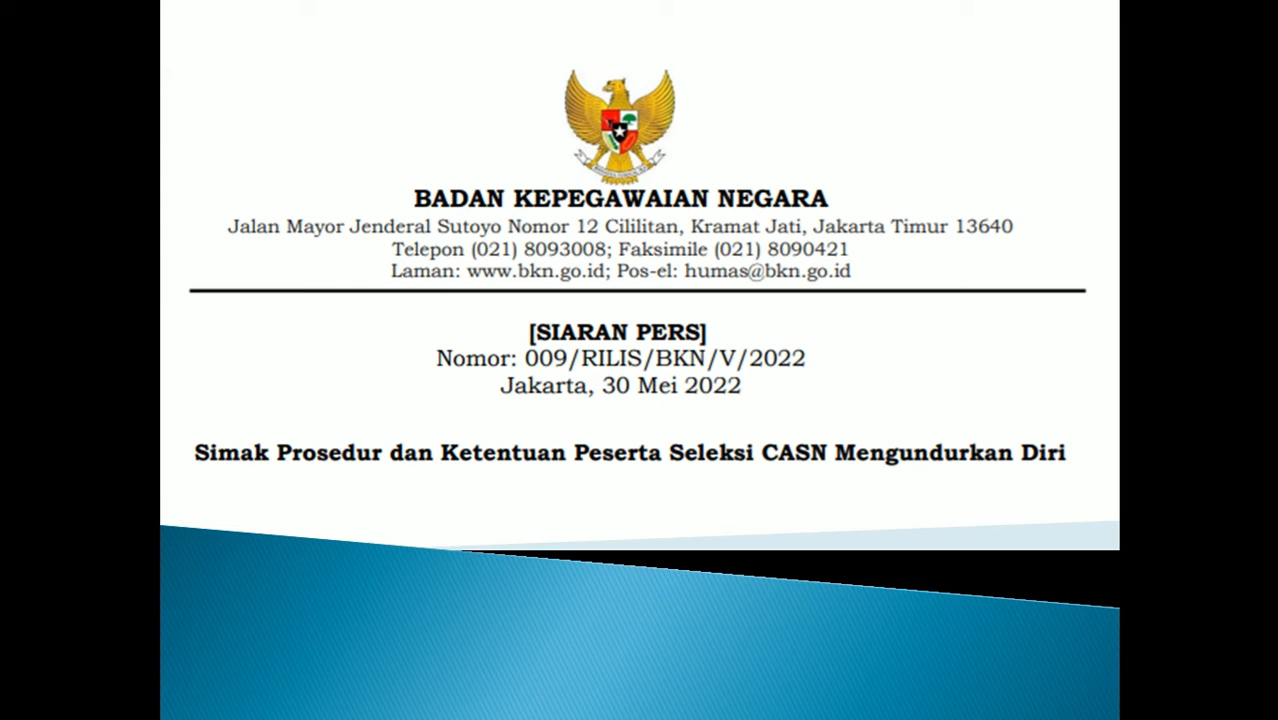 BADAN KEPEGAWAIAN NEGARA
Jalan Mayor Jenderal Sutoyo Nomor 12 Cililitan, Kramat Jati, Jakarta Timur 13640
Telepon (021) 8093008; Faksimile (021) 8090421
Laman: www.bkn.go.id; Pos-el: humas@bkn.go.id
[SIARAN PERS]
Nomor: 009/RILIS/BKN/V/2022
Jakarta, 30 Mei 2022
Simak Prosedur dan Ketentuan Peserta Seleksi CASN Mengundurkan Diri